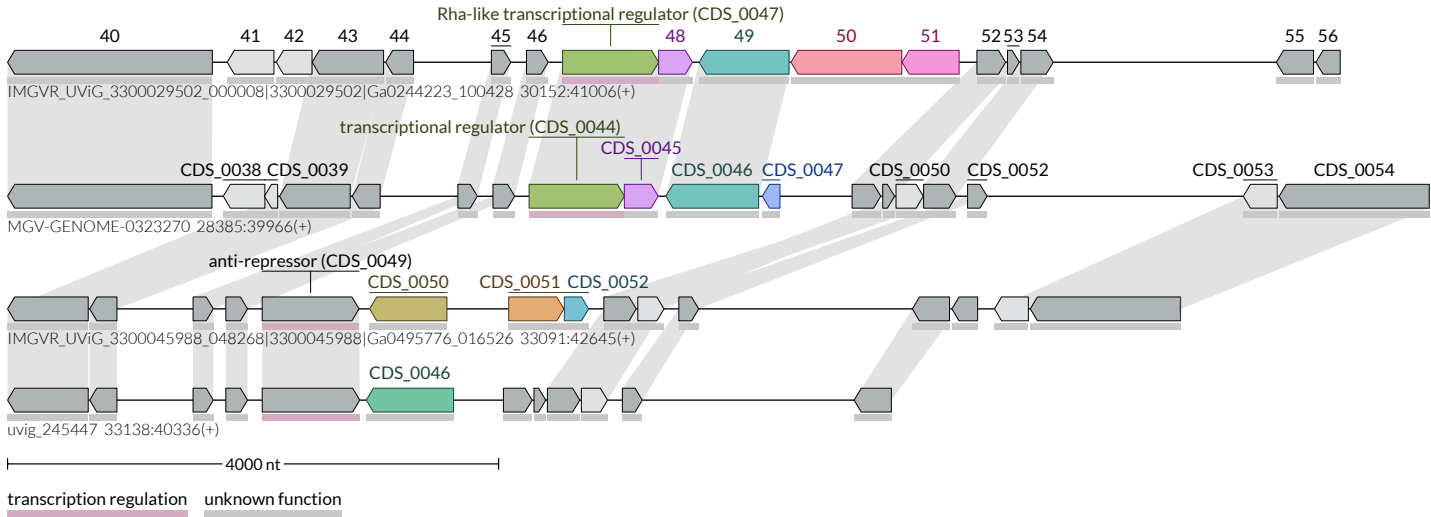 Rha-like transcriptional regulator (CDS_0047)
40 41 42 43 44 45 46 48 49 50 51 52 53 54 55 56
IMGVR_UViG_3300029502_000008|3300029502|Ga0244223_100428 30152:41006(+)
transcriptional regulator (CDS_0044)
CDS_0045
CDS_0038 CDS_0039 CDS_0046 CDS_0047 CDS_0050 CDS_0052 CDS_0053 CDS_0054
MGV-GENOME-0323270 28385:39966(+)
anti-repressor (CDS_0049)
CDS_0050 CDS_0051 CDS_0052
IMGVR_UViG_3300045988_048268|3300045988|Ga0495776_016526 33091:42645(+)
CDS_0046
uvig_245447 33138:40336(+)
4000 nt
transcription regulation unknown function